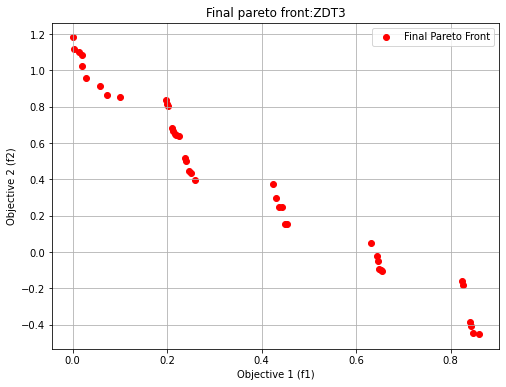 Final pareto front:ZDT3
Final Pareto Front
Objective 2 (f2)
1.2
1.0
0.8
0.6
0.4
0.2
0.0
−0.2
−0.4
0.0 0.2 0.4 0.6 0.8
Objective 1 (f1)